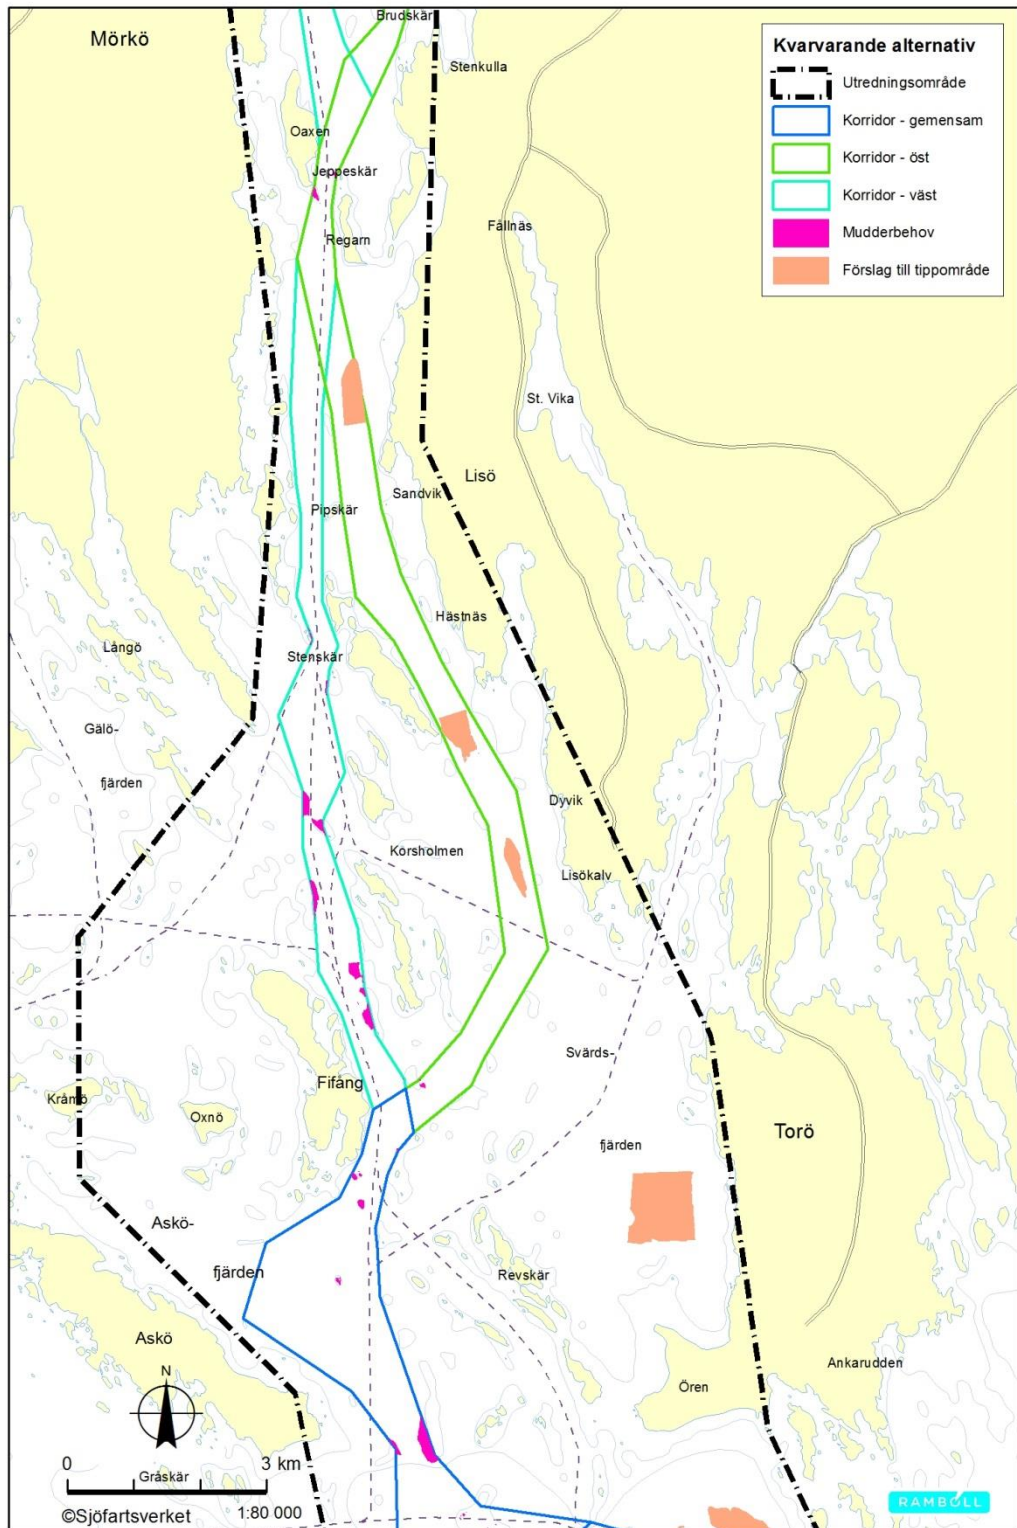 Brudskär
Mörkö
Stenkulla
Kvarvarande alternativ
Utredningsområde
Korridor - gemensam
Korridor - öst
Korridor - väst
Mudderbehov
Förslag till tippområde
Oaxen
Jeppeskär
Fållnäs
Regarn
St. Vika
Lisö
Sandvik
Pipskär
Hästnäs
Långö
Stenskär
Gälö-
fjärden
Dyvik
Korsholmen
Lisökalv
Svärds-
Fifång
Kråmö
Oxnö
Torö
fjärden
Askö-
fjärden
Revskär
Askö
Ankarudden
Ören
N
0 3 km
Gråskär
©Sjöfartsverket 1:80 000
RAMBOLL